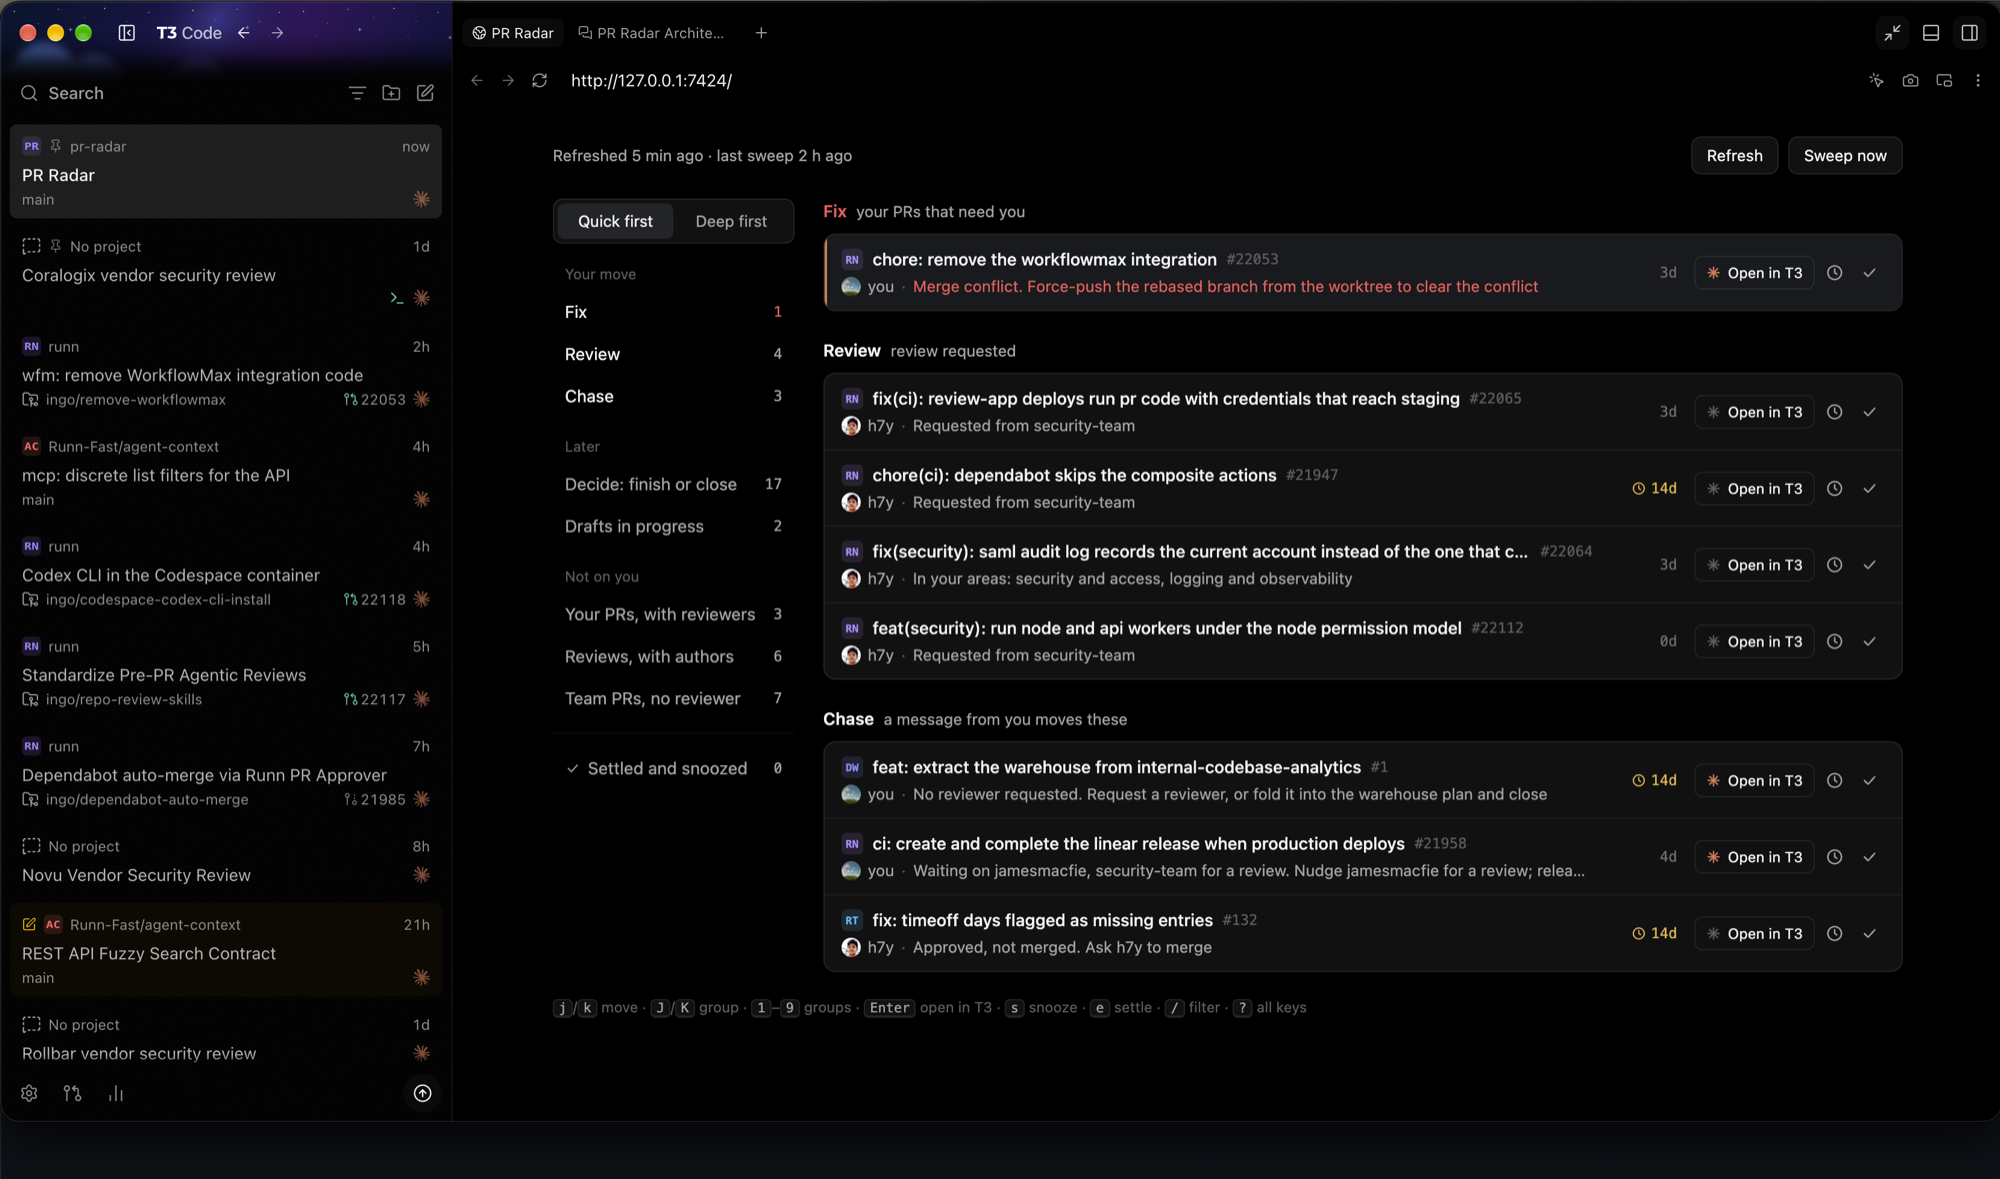 T3 Code
Search
PR pr-radar now
PR Radar
main
No project 1d
Coralogix vendor security review
RN runn 2h
wfm: remove WorkflowMax integration code
ingo/remove-workflowmax 22053
AC Runn-Fast/agent-context 4h
mcp: discrete list filters for the API
main
RN runn 4h
Codex CLI in the Codespace container
ingo/codespace-codex-cli-install 22118
RN runn 5h
Standardize Pre-PR Agentic Reviews
ingo/repo-review-skills 22117
RN runn 7h
Dependabot auto-merge via Runn PR Approver
ingo/dependabot-auto-merge 21985
No project 8h
Novu Vendor Security Review
AC Runn-Fast/agent-context 21h
REST API Fuzzy Search Contract
main
No project 1d
Rollbar vendor security review
PR Radar
PR Radar Archite...
http://127.0.0.1:7424/
Refreshed 5 min ago · last sweep 2 h ago
Refresh
Sweep now
Quick first
Deep first
Your move
Fix 1
Review 4
Chase 3
Later
Decide: finish or close 17
Drafts in progress 2
Not on you
Your PRs, with reviewers 3
Reviews, with authors 6
Team PRs, no reviewer 7
Settled and snoozed 0
Fix your PRs that need you
RN chore: remove the workflowmax integration #22053
you · Merge conflict. Force-push the rebased branch from the worktree to clear the conflict
3d Open in T3
Review review requested
RN fix(ci): review-app deploys run pr code with credentials that reach staging #22065
h7y · Requested from security-team
3d Open in T3
RN chore(ci): dependabot skips the composite actions #21947
h7y · Requested from security-team
14d Open in T3
RN fix(security): saml audit log records the current account instead of the one that c... #22064
h7y · In your areas: security and access, logging and observability
3d Open in T3
RN feat(security): run node and api workers under the node permission model #22112
h7y · Requested from security-team
0d Open in T3
Chase a message from you moves these
DW feat: extract the warehouse from internal-codebase-analytics #1
you · No reviewer requested. Request a reviewer, or fold it into the warehouse plan and close
14d Open in T3
RN ci: create and complete the linear release when production deploys #21958
you · Waiting on jamesmacfie, security-team for a review. Nudge jamesmacfie for a review; relea...
4d Open in T3
RT fix: timeoff days flagged as missing entries #132
h7y · Approved, not merged. Ask h7y to merge
14d Open in T3
j/k move · J/K group · 1–9 groups · Enter open in T3 · s snooze · e settle · / filter · ? all keys